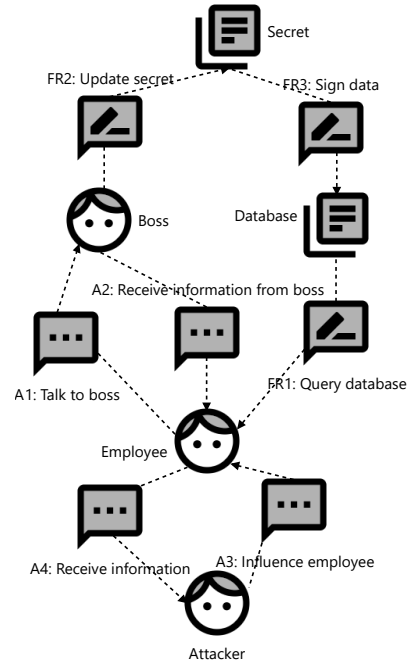 Secret
FR2: Update secret
FR3: Sign data
Boss
Database
A2: Receive information from boss
A1: Talk to boss
FR1: Query database
Employee
A3: Influence employee
A4: Receive information
Attacker